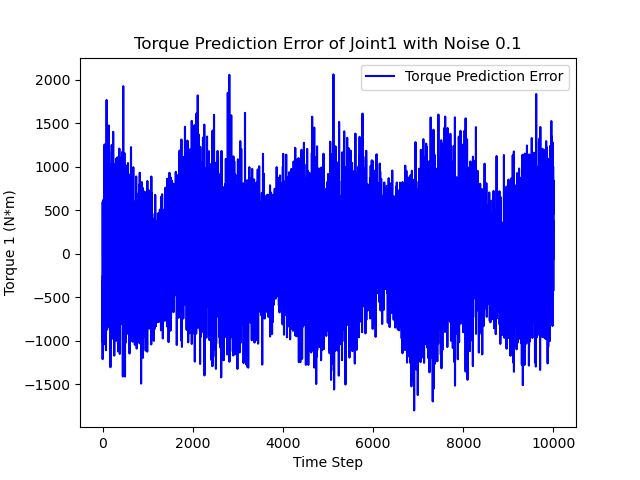 Torque Prediction Error of Joint1 with Noise 0.1
Torque Prediction Error
2000
1500
1000
500
0
−500
−1000
−1500
Torque 1 (N*m)
0 2000 4000 6000 8000 10000
Time Step